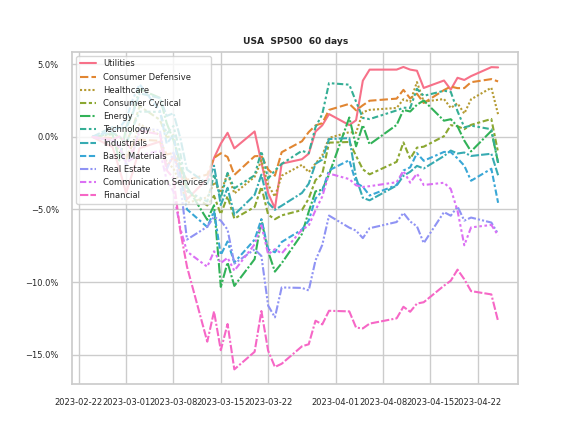 USA SP500 60 days
5.0%
0.0%
−5.0%
−10.0%
−15.0%
Utilities
Consumer Defensive
Healthcare
Consumer Cyclical
Energy
Technology
Industrials
Basic Materials
Real Estate
Communication Services
Financial
2023-02-22 2023-03-01 2023-03-08 2023-03-15 2023-03-22 2023-04-01 2023-04-08 2023-04-15 2023-04-22